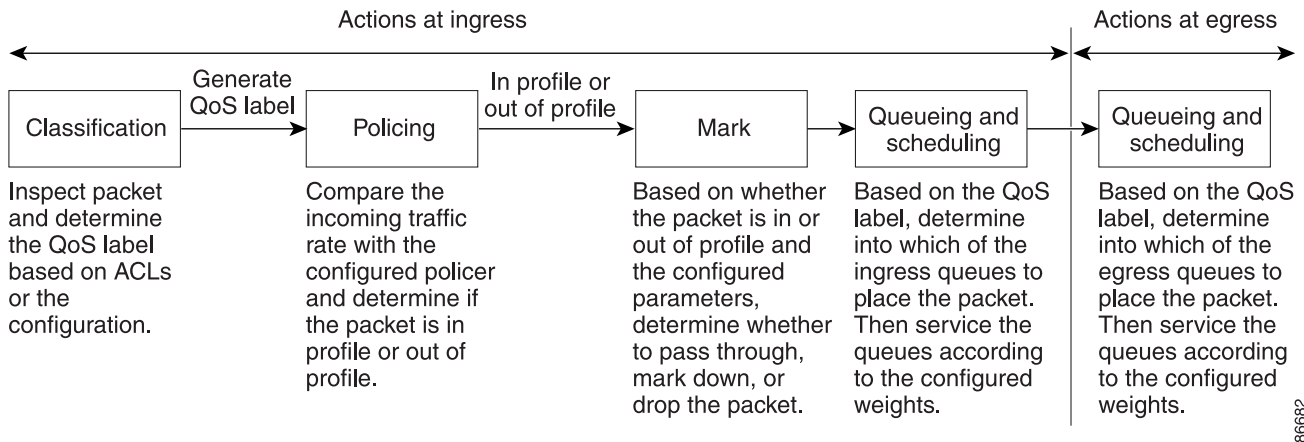 Actions at ingress
Actions at egress
Generate
QoS label
In profile or
out of profile
Classification
Policing
Mark
Queueing and
scheduling
Queueing and
scheduling
Inspect packet
and determine
the QoS label
based on ACLs
or the
configuration.
Compare the
incoming traffic
rate with the
configured policer
and determine if
the packet is in
profile or out of
profile.
Based on whether
the packet is in or
out of profile and
the configured
parameters,
determine whether
to pass through,
mark down, or
drop the packet.
Based on the QoS
label, determine
into which of the
ingress queues to
place the packet.
Then service the
queues according
to the configured
weights.
Based on the QoS
label, determine
into which of the
egress queues to
place the packet.
Then service the
queues according
to the configured
weights.
86682